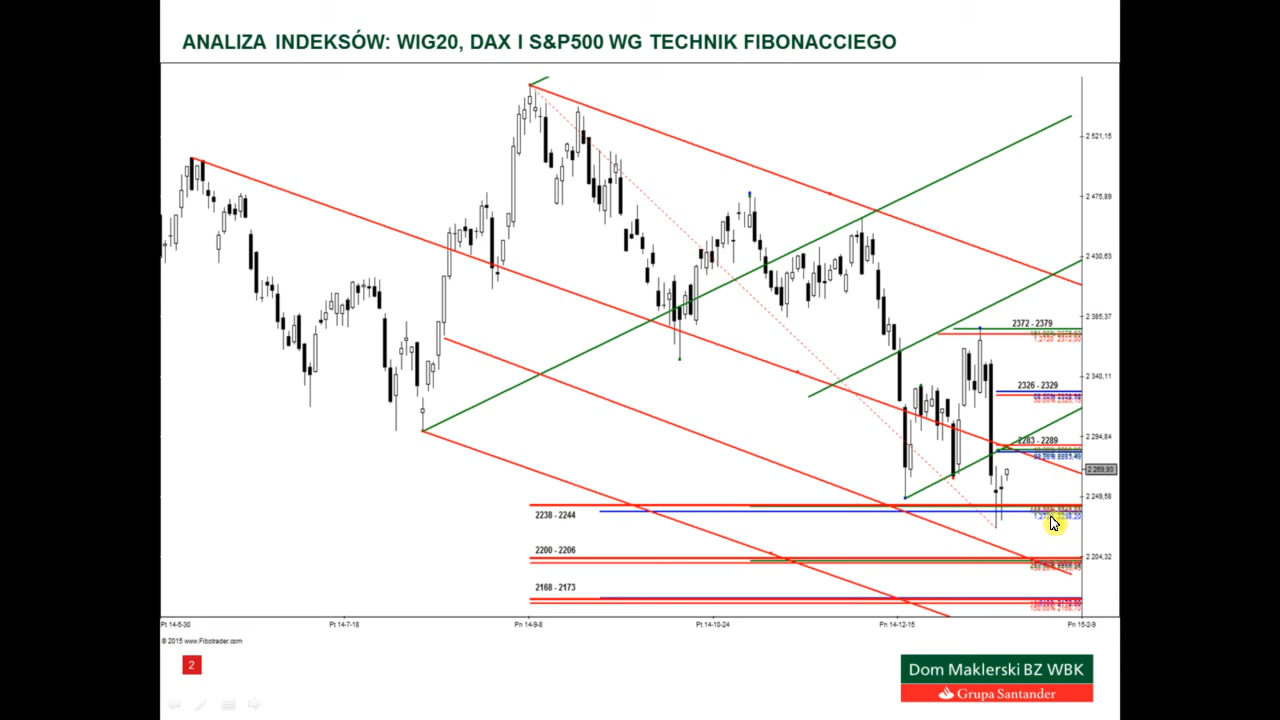 ANALIZA INDEKSÓW: WIG20, DAX I S&P500 WG TECHNIK FIBONACCIEGO
2 521,15
2 475,89
2 430,63
2 385,37
2372 - 2379
2 340,11
2326 - 2329
2 294,84
2283 - 2289
2 269,93
2 249,58
2238 - 2244
2200 - 2206
2 204,32
2168 - 2173
Pt 14-5-30
Pt 14-7-18
Pn 14-9-8
Pt 14-10-24
Pn 14-12-15
Pn 15-2-9
© 2015 www.Fibotrader.com
2
Dom Maklerski BZ WBK
Grupa Santander